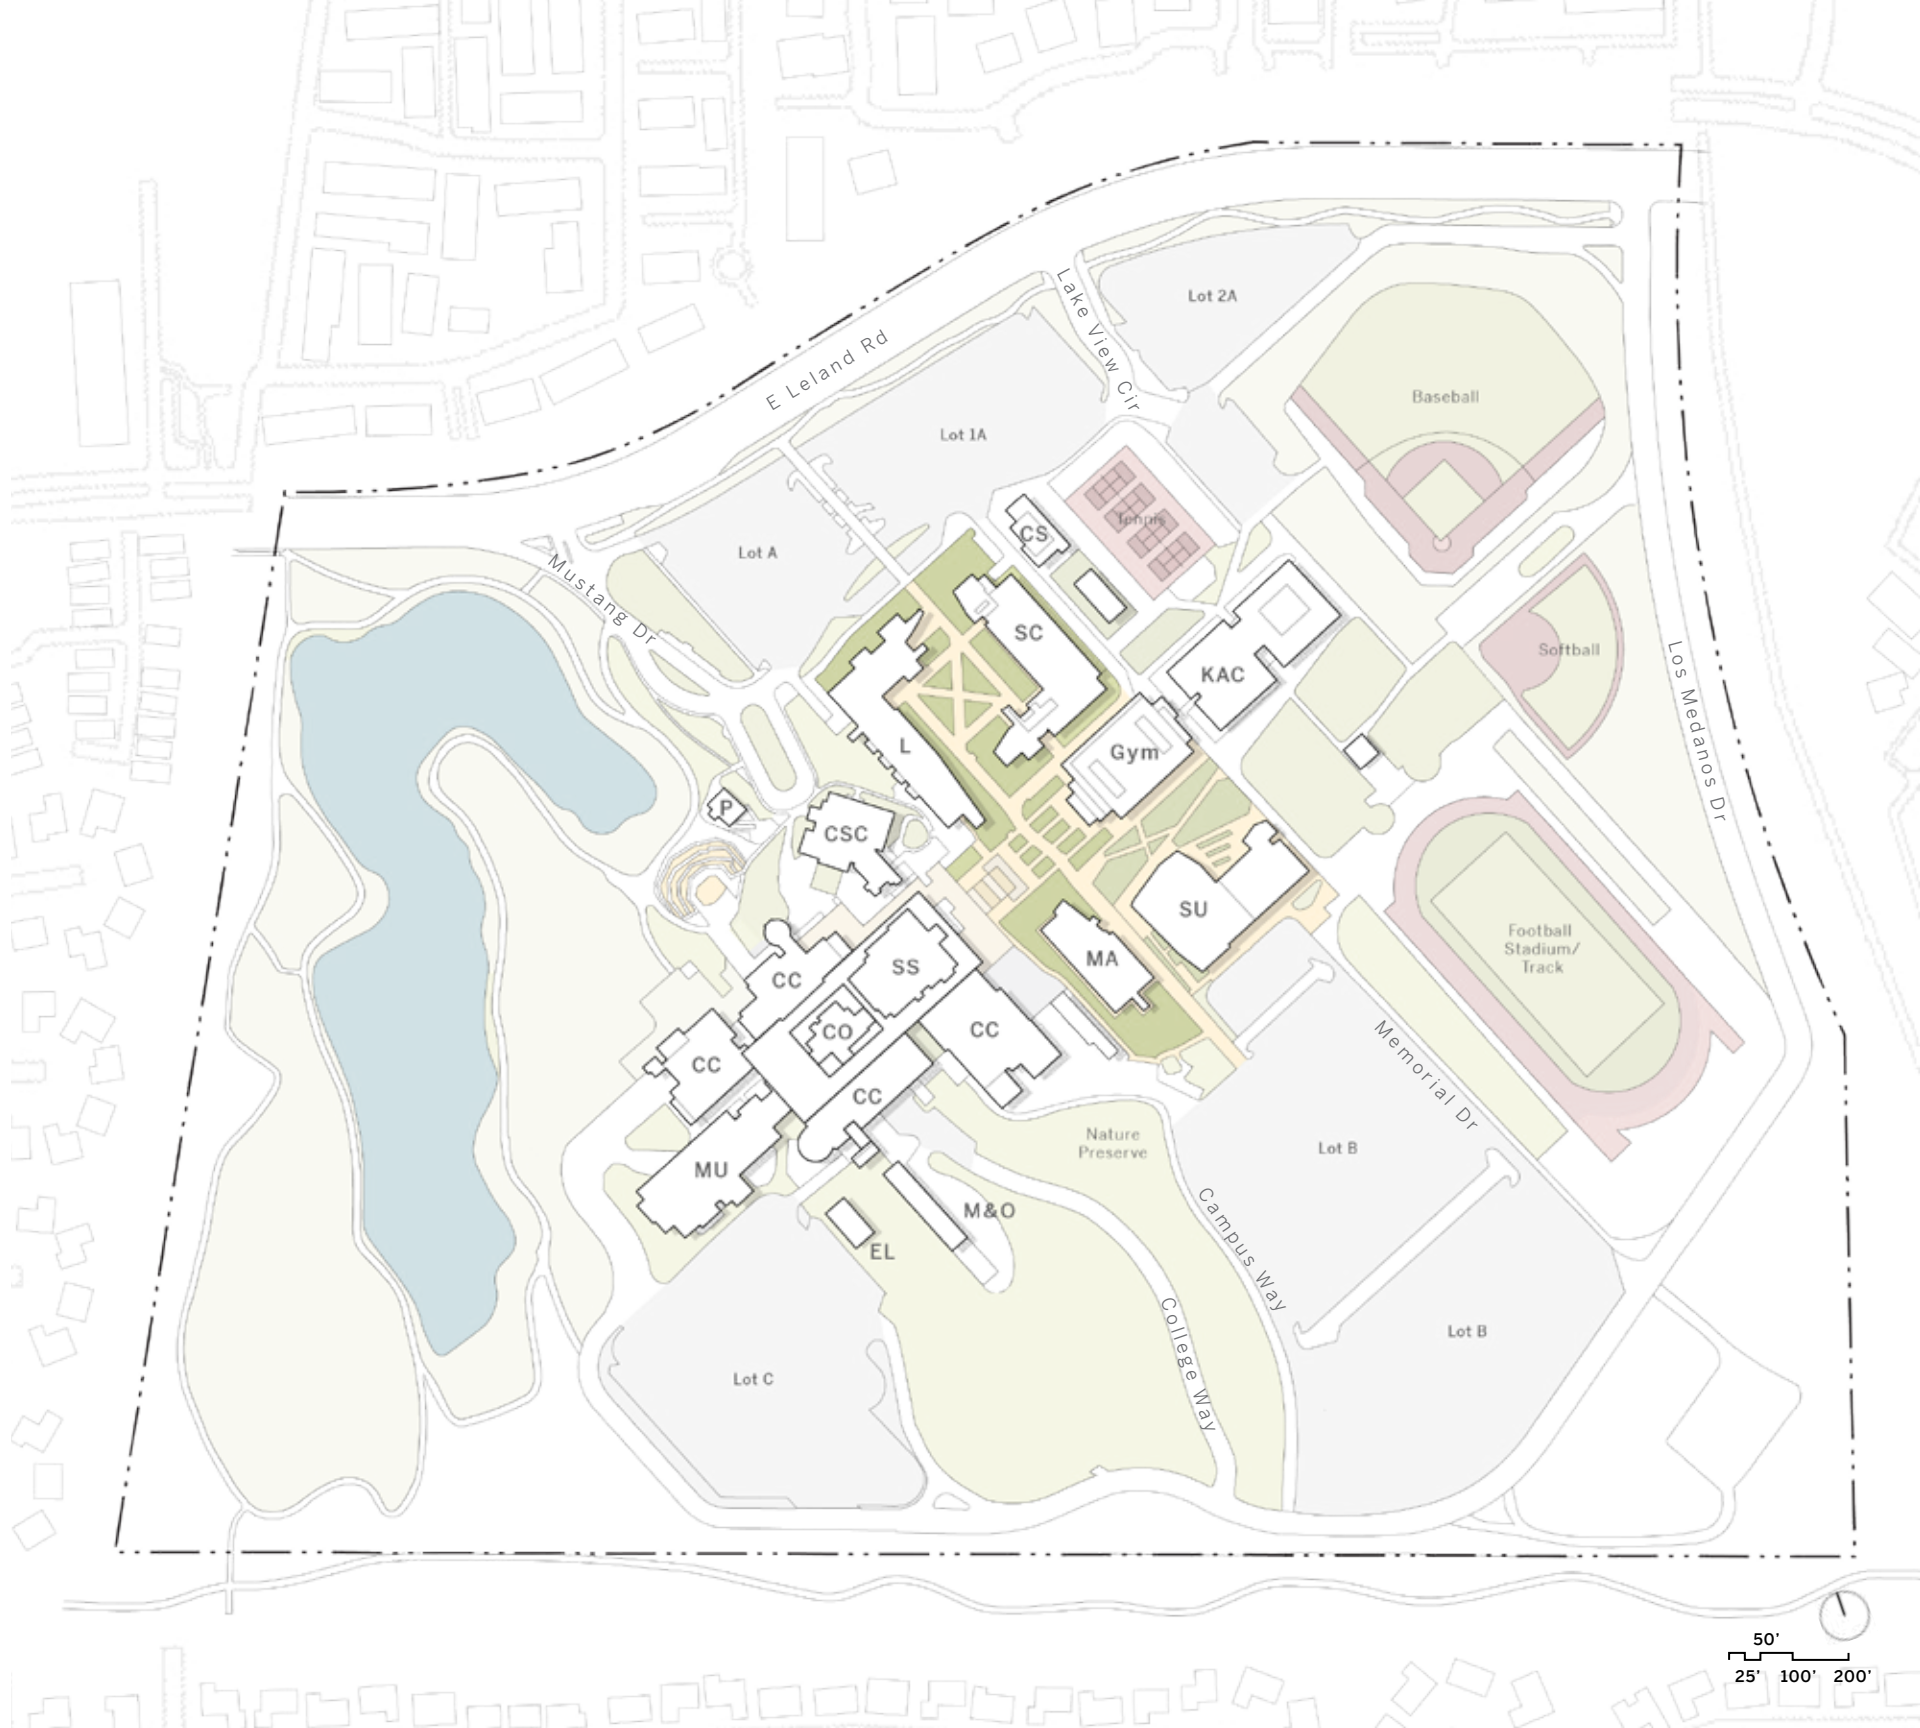 Lot 2A
Lake View Cir
E Leland Rd
Baseball
Lot 1A
Tennis
CS
Lot A
Mustang Dr
SC
Softball
KAC
Los Medanos Dr
L
Gym
P
CSC
SU
Football
Stadium/
Track
MA
SS
CC
CO
CC
CC
CC
Memorial Dr
Nature
Preserve
Lot B
MU
M&O
EL
Campus Way
College Way
Lot B
Lot C
50’
25’ 100’ 200’